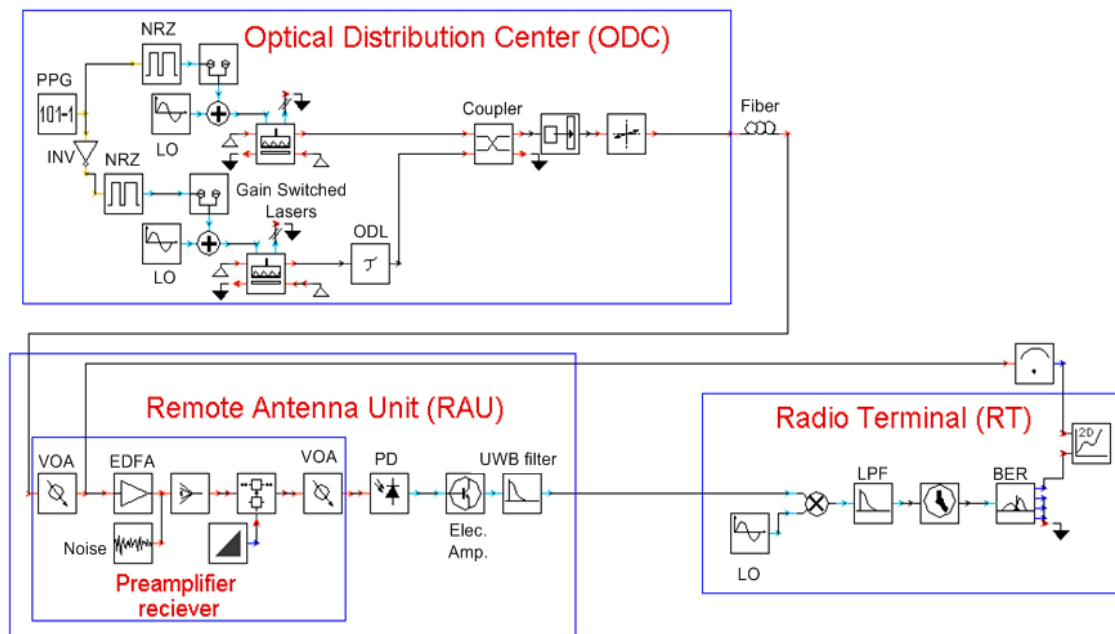 Optical Distribution Center (ODC)
NRZ
PPG
101-1
LO
INV
NRZ
Gain Switched
Lasers
LO
ODL
τ
Coupler
Fiber
Remote Antenna Unit (RAU)
VOA
EDFA
VOA
PD
UWB filter
Noise
Elec.
Amp.
Preamplifier
reciever
Radio Terminal (RT)
2D
LPF
BER
LO